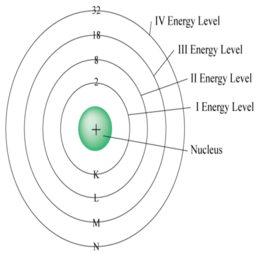 32
IV Energy Level
18
III Energy Level
8
II Energy Level
2
I Energy Level
+
Nucleus
K
L
M
N